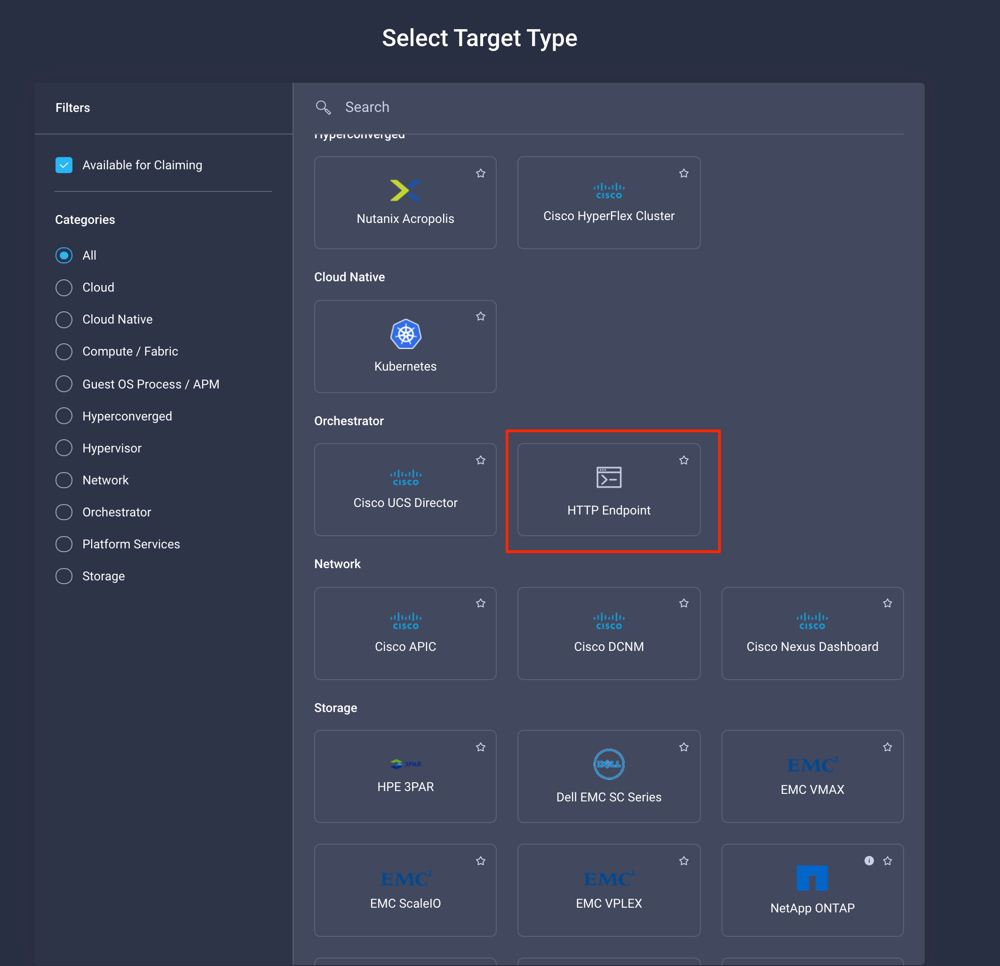 Select Target Type
Filters
Available for Claiming
Categories
All
Cloud
Cloud Native
Compute / Fabric
Guest OS Process / APM
Hyperconverged
Hypervisor
Network
Orchestrator
Platform Services
Storage
Search
Hyperconverged
Nutanix Acropolis
CISCO
Cisco HyperFlex Cluster
Cloud Native
Kubernetes
Orchestrator
CISCO
Cisco UCS Director
HTTP Endpoint
Network
CISCO
Cisco APIC
CISCO
Cisco DCNM
CISCO
Cisco Nexus Dashboard
Storage
3PAR
HPE 3PAR
DELL
Dell EMC SC Series
EMC²
EMC VMAX
EMC²
EMC ScaleIO
EMC²
EMC VPLEX
NetApp ONTAP